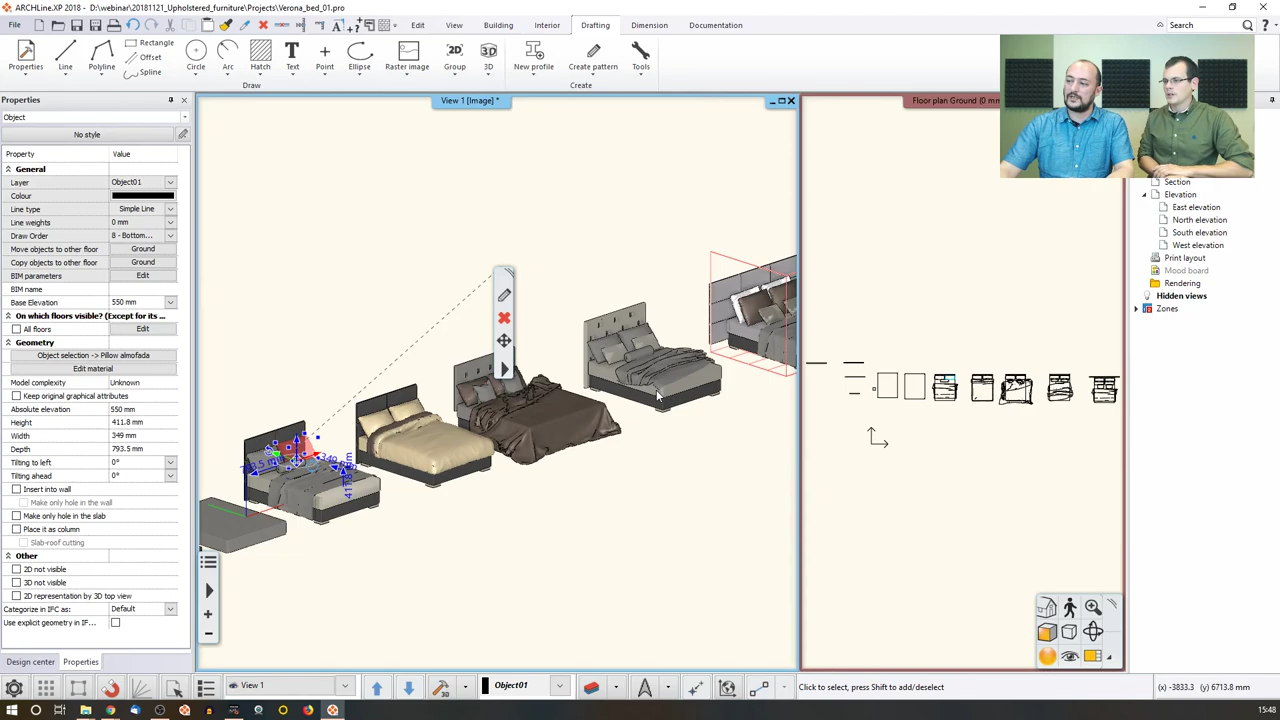 ARCHLine.XP 2018 - D:\webinar\20181121_Upholstered_furniture\Projects\Verona_bed_01.pro
File
Edit
View
Building
Interior
Drafting
Dimension
Documentation
Search
Properties
Line
Polyline
Rectangle
Offset
Spline
Circle
Arc
Hatch
Text
Point
Ellipse
Raster image
2D
Group
3D
3D
New profile
Create pattern
Tools
Draw
Create
Properties
Object
No style
Property Value
General
Layer Object01
Colour
Line type Simple Line
Line weights 0 mm
Draw Order 8 - Bottom...
Move objects to other floor Ground
Copy objects to other floor Ground
BIM parameters Edit
BIM name
Base Elevation 550 mm
On which floors visible? (Except for its ...
All floors Edit
Geometry
Object selection -> Pillow almofada
Edit material
Model complexity Unknown
Keep original graphical attributes
Absolute elevation 550 mm
Height 411.8 mm
Width 349 mm
Depth 793.5 mm
Tilting to left 0°
Tilting ahead 0°
Insert into wall
Make only hole in the wall
Make only hole in the slab
Place it as column
Slab-roof cutting
Other
2D not visible
3D not visible
2D representation by 3D top view
Categorize in IFC as: Default
Use explicit geometry in IF...
Design center Properties
View 1 [Image] *
Floor plan Ground (0 mm
Section
Elevation
East elevation
North elevation
South elevation
West elevation
Print layout
Mood board
Rendering
Hidden views
Zones
View 1
Object01
Click to select, press Shift to add/deselect
(x) -3833.3 (y) 6713.8 mm
15:48